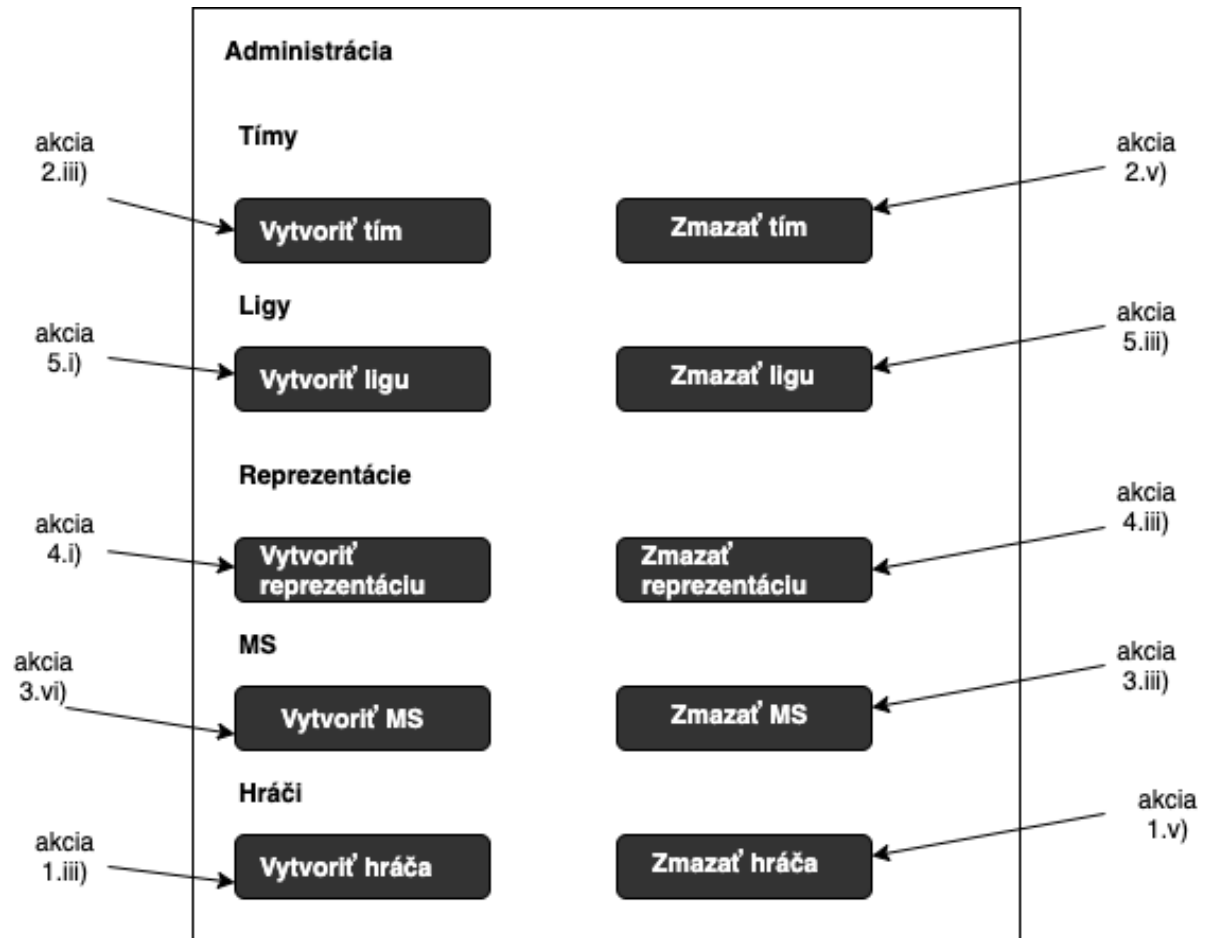 Administrácia
Tímy
akcia
2.iii)
akcia
2.v)
Vytvoriť tím
Zmazať tím
Ligy
akcia
5.i)
akcia
5.iii)
Vytvoriť ligu
Zmazať ligu
Reprezentácie
akcia
4.i)
akcia
4.iii)
Vytvoriť
reprezentáciu
Zmazať
reprezentáciu
MS
akcia
3.vi)
akcia
3.iii)
Vytvoriť MS
Zmazať MS
Hráči
akcia
1.iii)
akcia
1.v)
Vytvoriť hráča
Zmazať hráča